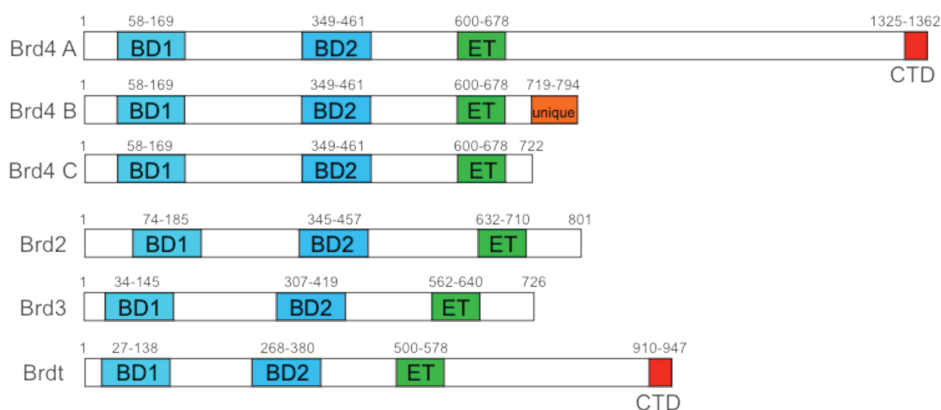 1 58-169 349-461 600-678 1325-1362
Brd4 A BD1 BD2 ET
CTD
1 58-169 349-461 600-678 719-794
Brd4 B BD1 BD2 ET unique
1 58-169 349-461 600-678 722
Brd4 C BD1 BD2 ET
1 74-185 345-457 632-710 801
Brd2 BD1 BD2 ET
1 34-145 307-419 562-640 726
Brd3 BD1 BD2 ET
1 27-138 268-380 500-578 910-947
Brdt BD1 BD2 ET
CTD